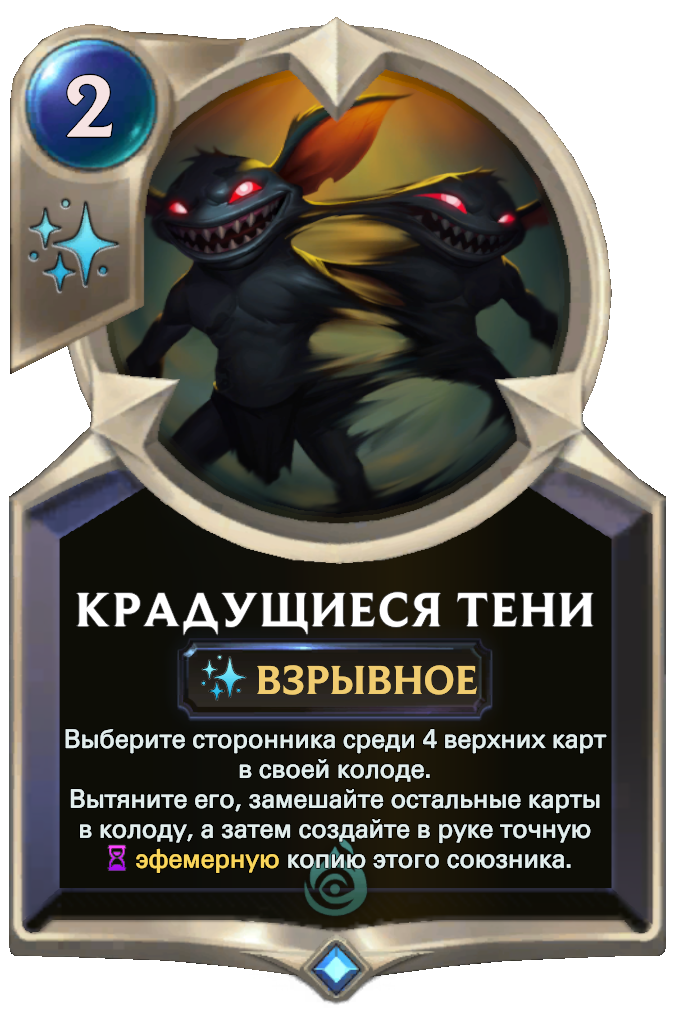 2
КРАДУЩИЕСЯ ТЕНИ
ВЗРЫВНОЕ
Выберите сторонника среди 4 верхних карт
в своей колоде.
Вытяните его, замешайте остальные карты
в колоду, а затем создайте в руке точную
эфемерную копию этого союзника.